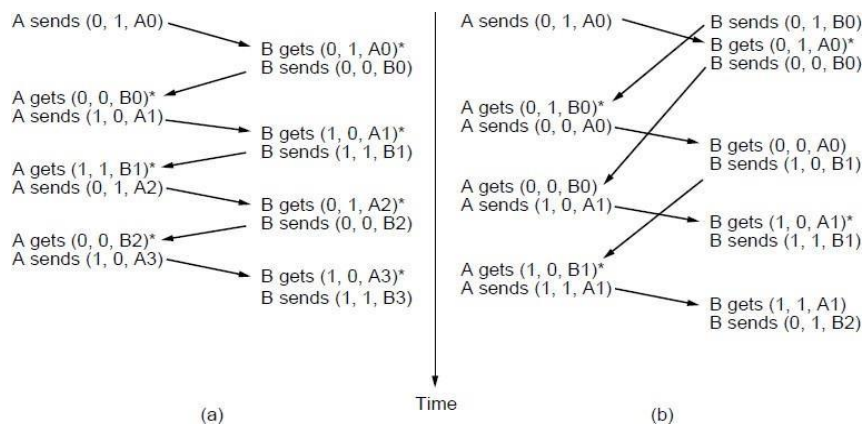 A sends (0, 1, A0)
B gets (0, 1, A0)*
B sends (0, 0, B0)
A gets (0, 0, B0)*
A sends (1, 0, A1)
B gets (1, 0, A1)*
B sends (1, 1, B1)
A gets (1, 1, B1)*
A sends (0, 1, A2)
B gets (0, 1, A2)*
B sends (0, 0, B2)
A gets (0, 0, B2)*
A sends (1, 0, A3)
B gets (1, 0, A3)*
B sends (1, 1, B3)
(a)
Time
A sends (0, 1, A0)
B sends (0, 1, B0)
B gets (0, 1, A0)*
B sends (0, 0, B0)
A gets (0, 1, B0)*
A sends (0, 0, A0)
B gets (0, 0, A0)
B sends (1, 0, B1)
A gets (0, 0, B0)
A sends (1, 0, A1)
B gets (1, 0, A1)*
B sends (1, 1, B1)
A gets (1, 0, B1)*
A sends (1, 1, A1)
B gets (1, 1, A1)
B sends (0, 1, B2)
(b)